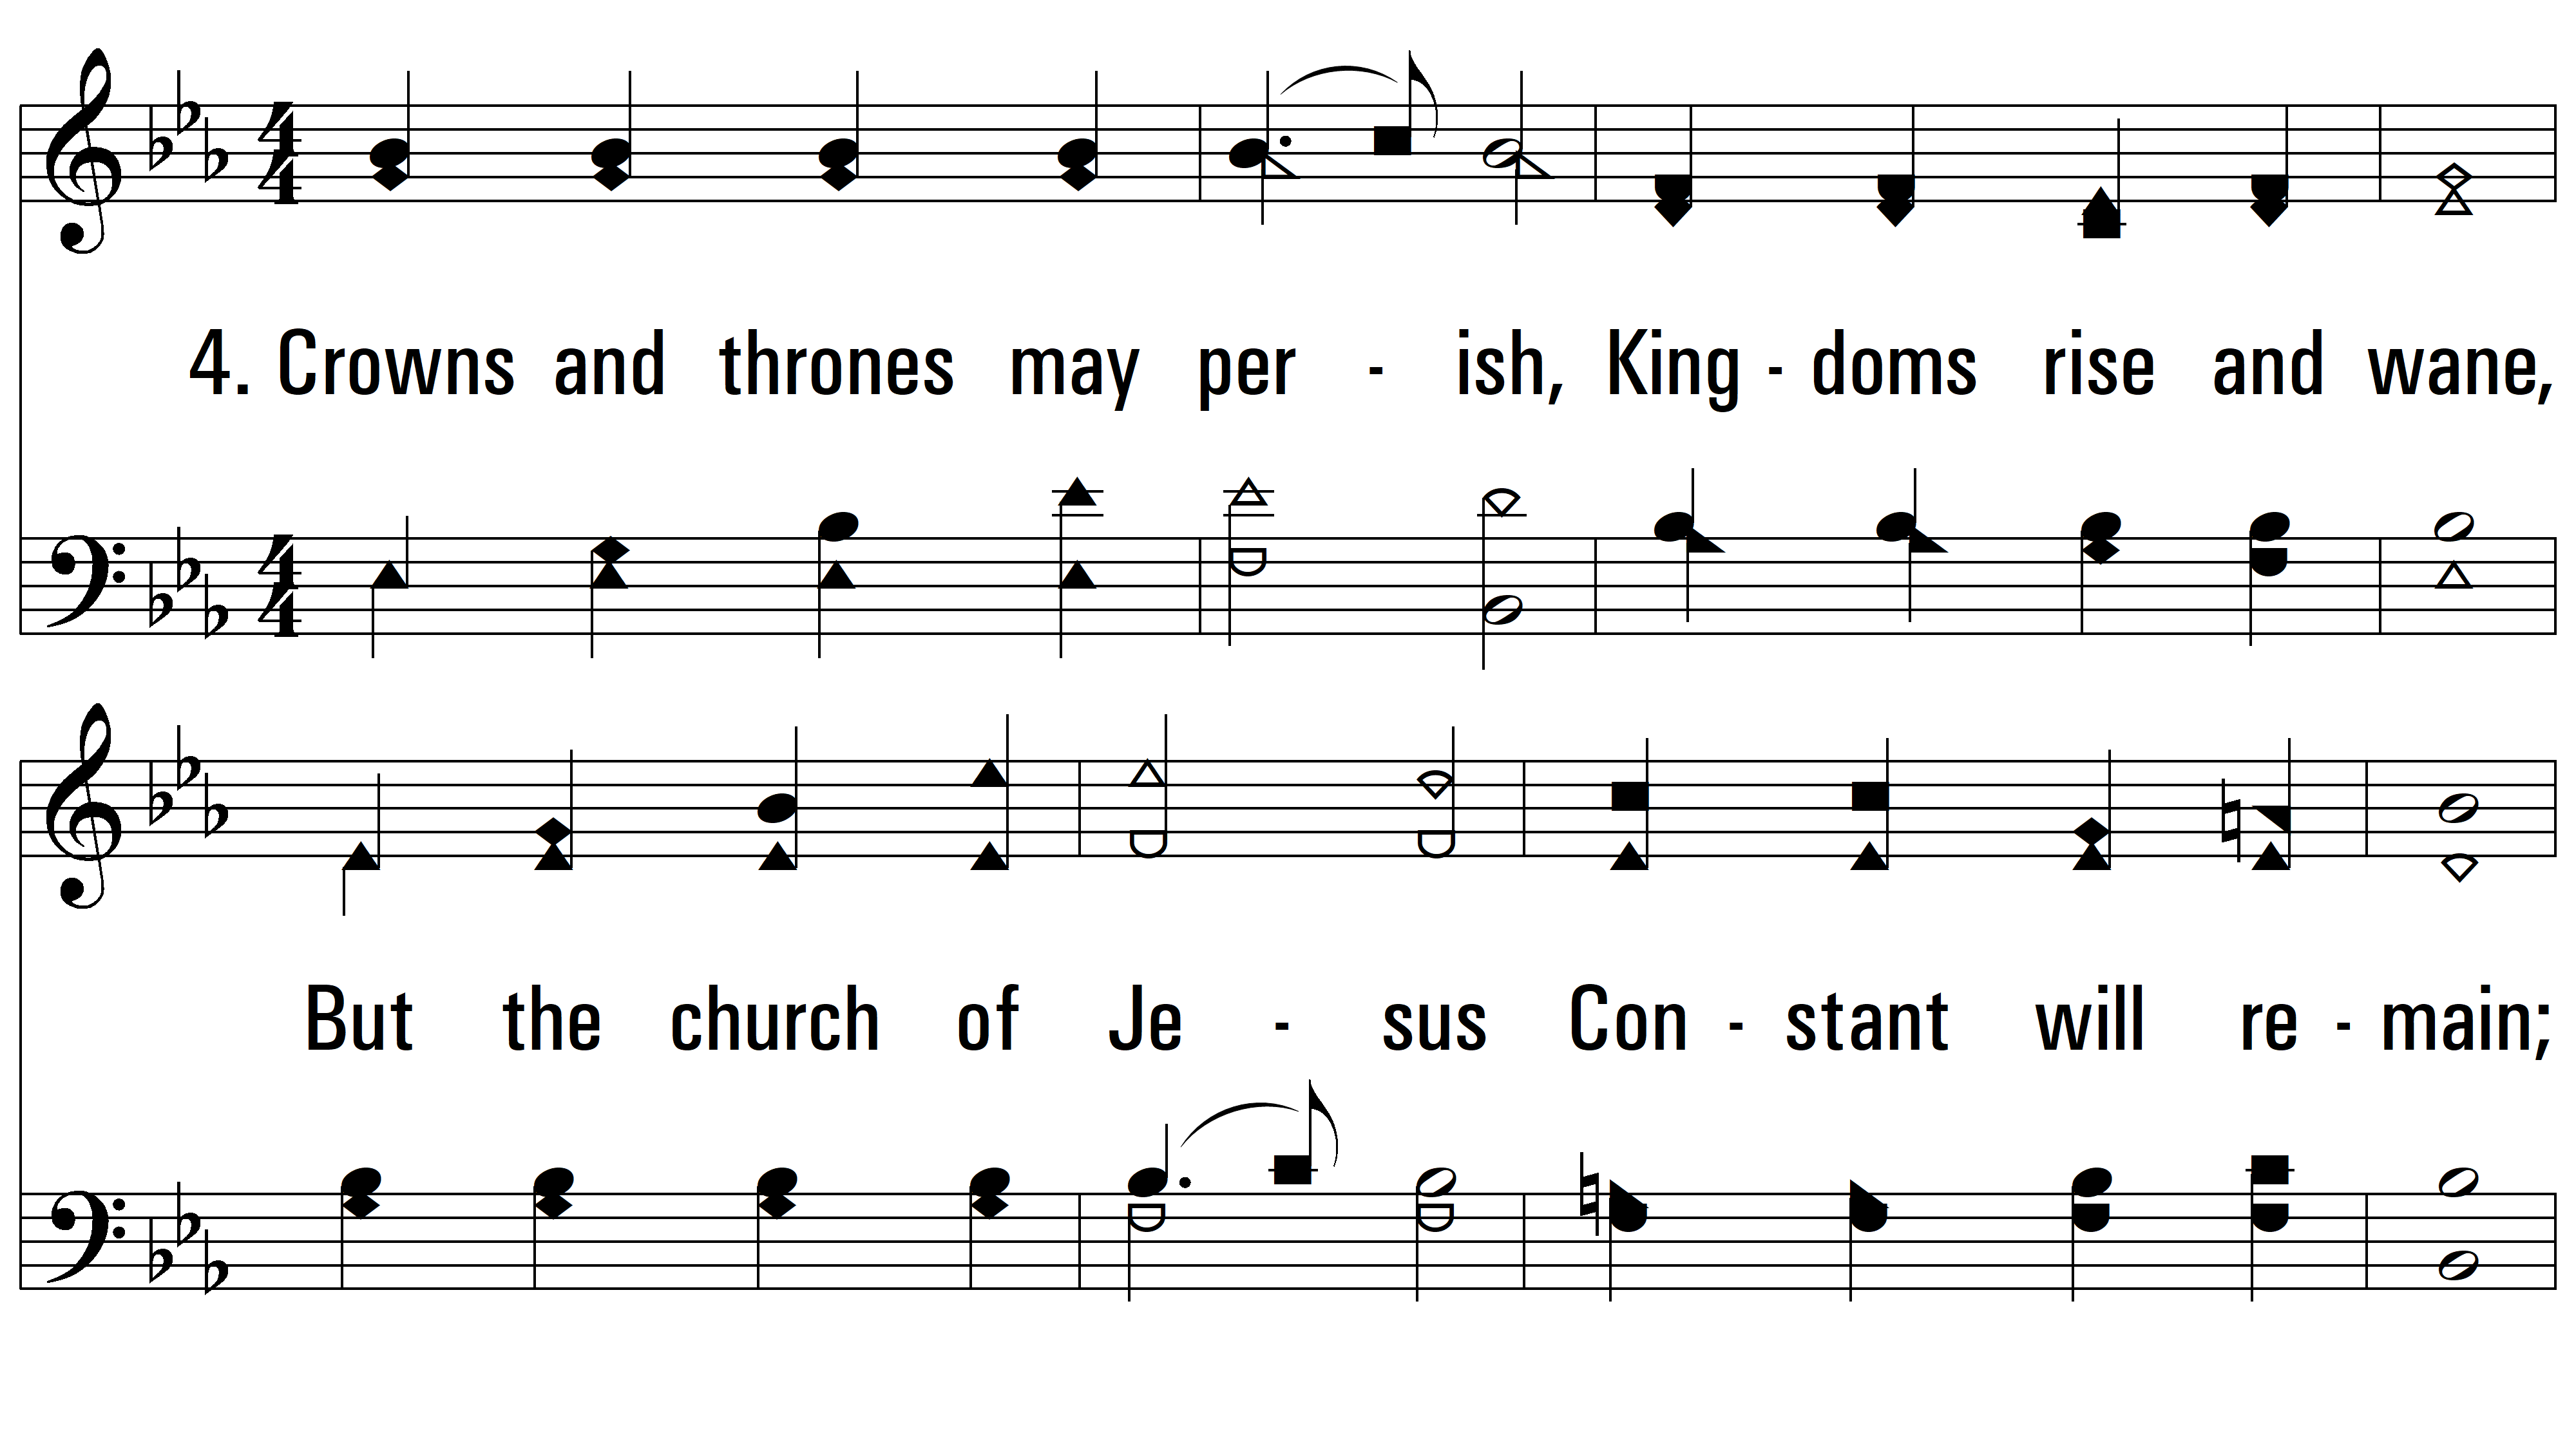 4. Crowns and thrones may per - ish, King - doms rise and wane,
But the church of Je - sus Con - stant will re - main;